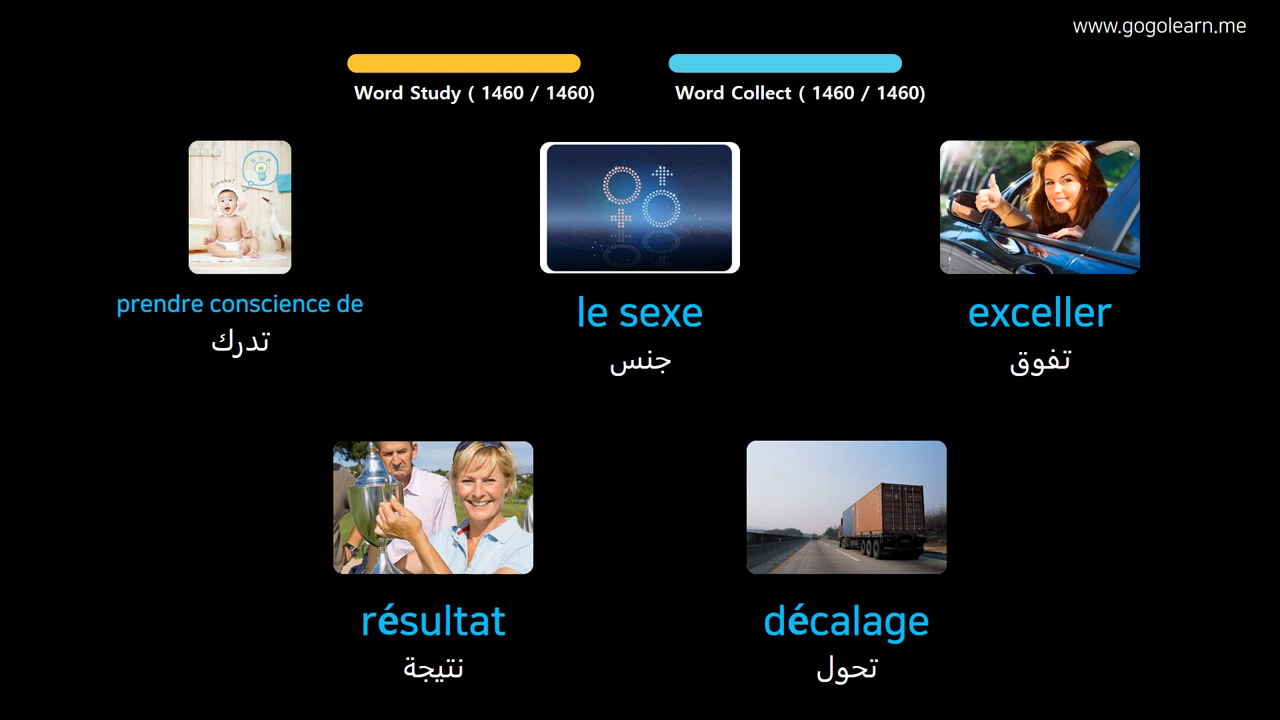 www.gogolearn.me
Word Study ( 1460 / 1460)
Word Collect ( 1460 / 1460)
Eureka!
prendre conscience de
تدرك
le sexe
جنس
exceller
تفوق
résultat
نتيجة
décalage
تحول